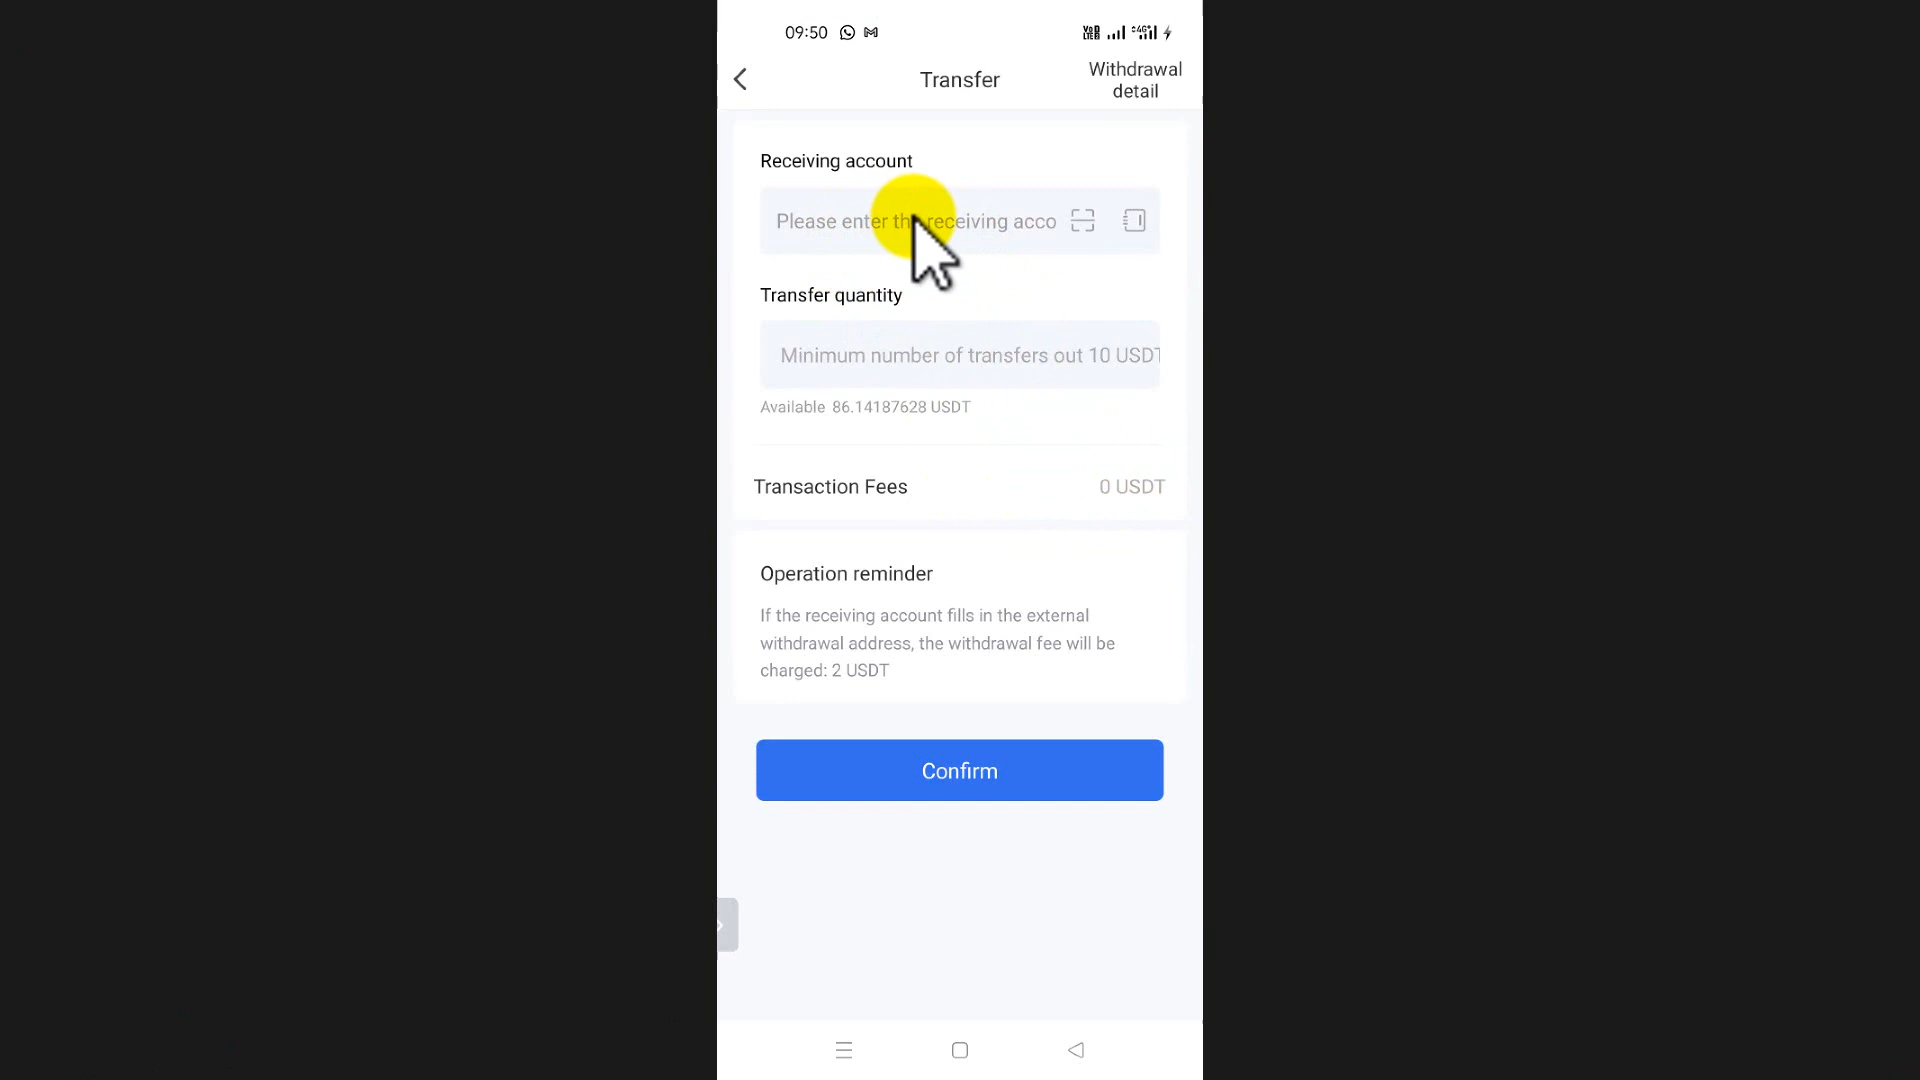 09:50
Transfer
Withdrawal
detail
Receiving account
Please enter the receiving acco
Transfer quantity
Minimum number of transfers out 10 USDT
Available 86.14187628 USDT
Transaction Fees
0 USDT
Operation reminder
If the receiving account fills in the external
withdrawal address, the withdrawal fee will be
charged: 2 USDT
Confirm